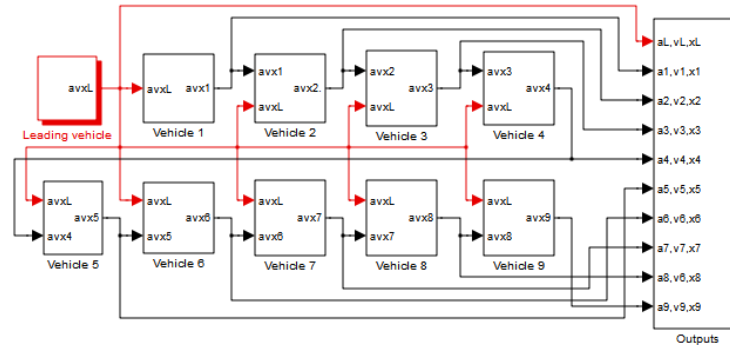 aL,vL,xL
avxL
avxL
avx1
avx1
avx2.
avxL
avx2
avx3
avxL
avx3
avx4
avxL
a1,v1,x1
a2,v2,x2
a3,v3,x3
Leading vehicle
Vehicle 1
Vehicle 2
Vehicle 3
Vehicle 4
a4,v4,x4
avxL
avx5
avx4
avxL
avx6
avx5
avxL
avx7
avx6
avxL
avx8
avx7
avxL
avx9
avx8
a5,v5,x5
a6,v6,x6
a7,v7,x7
Vehicle 5
Vehicle 6
Vehicle 7
Vehicle 8
Vehicle 9
a8,v6,x8
a9,v9,x9
Outputs